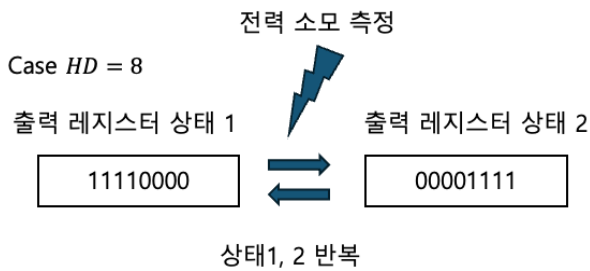 전력 소모 측정
Case HD = 8
출력 레지스터 상태 1
출력 레지스터 상태 2
11110000
00001111
상태1, 2 반복